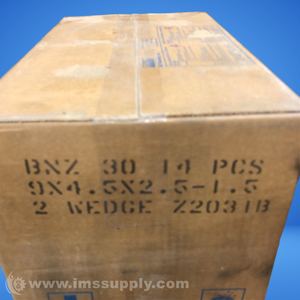 BNZ 30 14 PCS
9X4.5X2.5-1.5
2 WEDGE Z2031B
www.imssupply.com